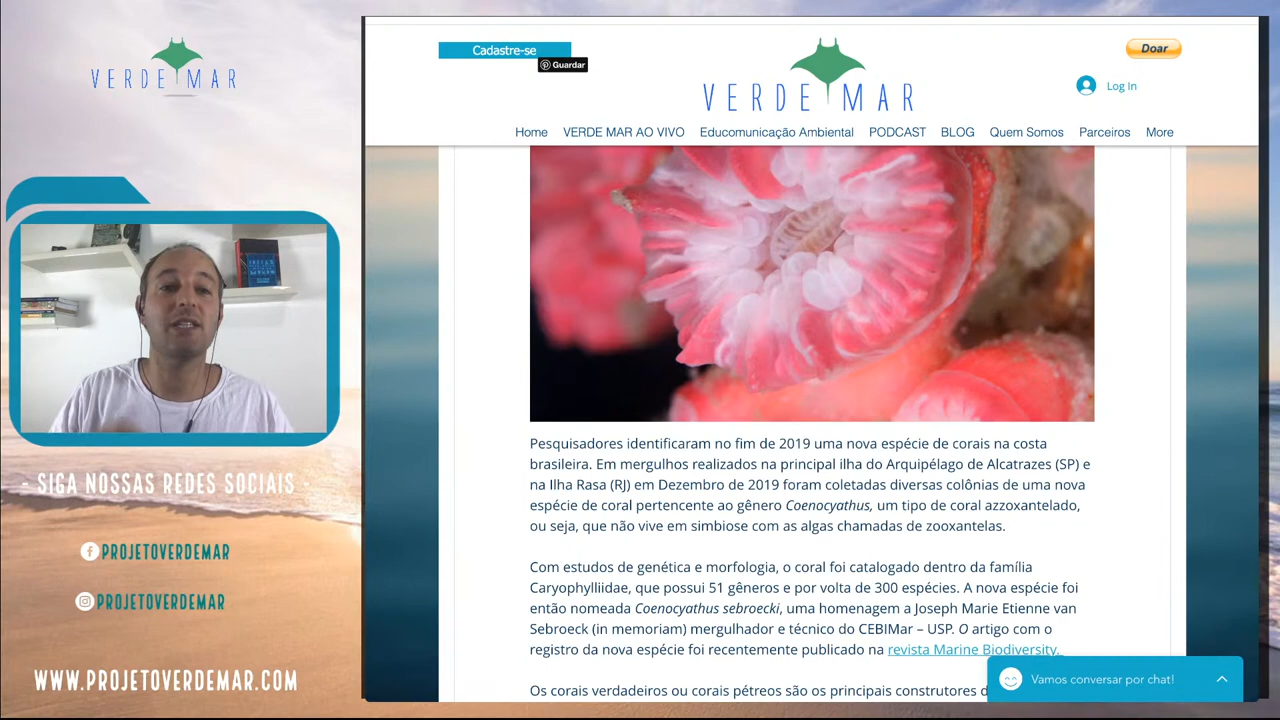 VERDE MAR
- SIGA NOSSAS REDES SOCIAIS -
PROJETOVERDEMAR
PROJETOVERDEMAR
WWW.PROJETOVERDEMAR.COM
Cadastre-se
Guardar
VERDE MAR
Doar
Log In
Home VERDE MAR AO VIVO Educomunicação Ambiental PODCAST BLOG Quem Somos Parceiros More
Pesquisadores identificaram no fim de 2019 uma nova espécie de corais na costa
brasileira. Em mergulhos realizados na principal ilha do Arquipélago de Alcatrazes (SP) e
na Ilha Rasa (RJ) em Dezembro de 2019 foram coletadas diversas colônias de uma nova
espécie de coral pertencente ao gênero Coenocyathus, um tipo de coral azzoxantelado,
ou seja, que não vive em simbiose com as algas chamadas de zooxantelas.
Com estudos de genética e morfologia, o coral foi catalogado dentro da família
Caryophylliidae, que possui 51 gêneros e por volta de 300 espécies. A nova espécie foi
então nomeada Coenocyathus sebroecki, uma homenagem a Joseph Marie Etienne van
Sebroeck (in memoriam) mergulhador e técnico do CEBIMar – USP. O artigo com o
registro da nova espécie foi recentemente publicado na revista Marine Biodiversity.
Os corais verdadeiros ou corais pétreos são os principais construtores
Vamos conversar por chat!